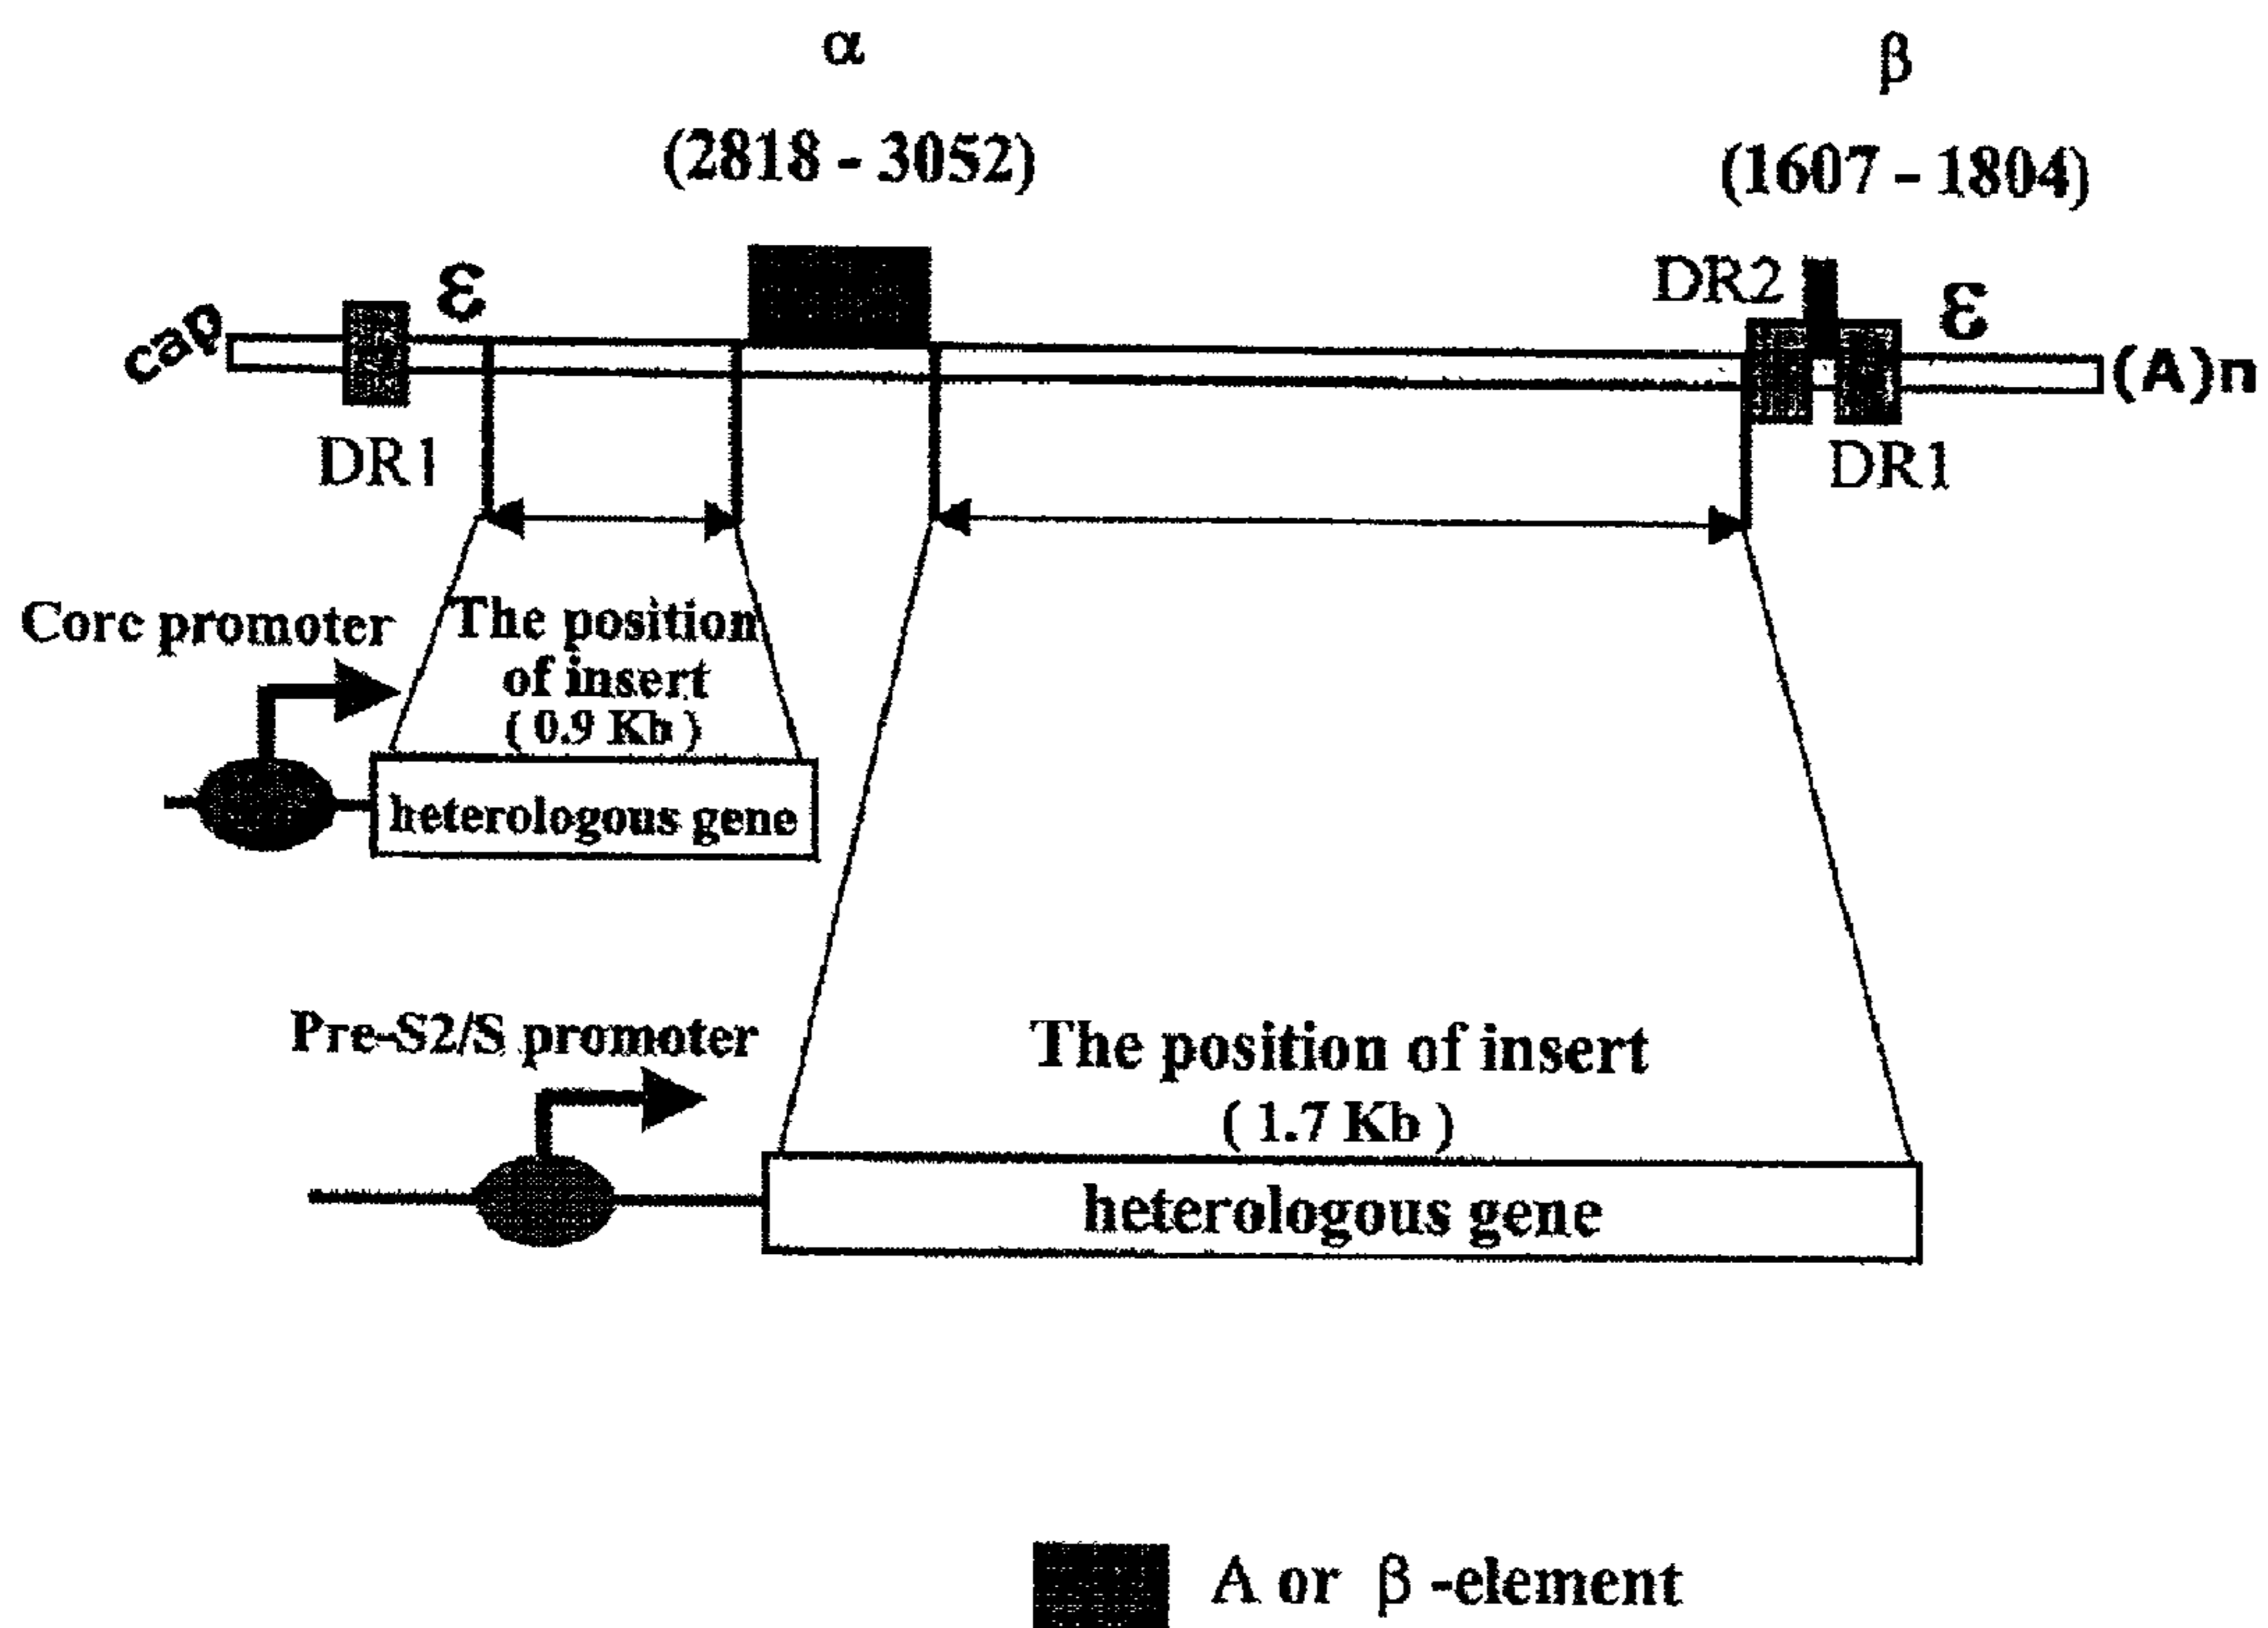 α
β
(2818 - 3052)
(1607 - 1804)
DR2
ε
ε
cap
(A)n
DR1
DR1
Corc promoter
The position
of insert
( 0.9 Kb )
heterologous gene
Pre-S2/S promoter
The position of insert
( 1.7 Kb )
heterologous gene
A or β -element